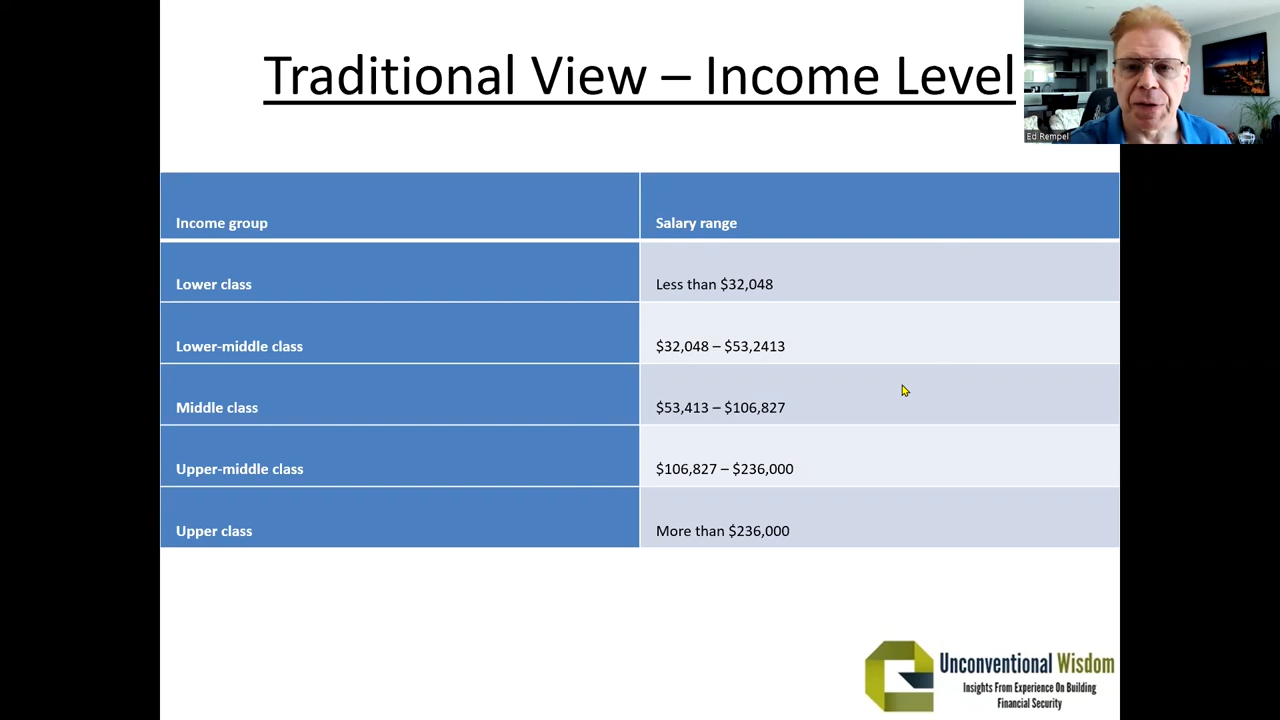 Traditional View – Income Level
Ed Rempel
Income group
Salary range
Lower class
Less than $32,048
Lower-middle class
$32,048 – $53,2413
Middle class
$53,413 – $106,827
Upper-middle class
$106,827 – $236,000
Upper class
More than $236,000
Unconventional Wisdom
Insights From Experience On Building
Financial Security